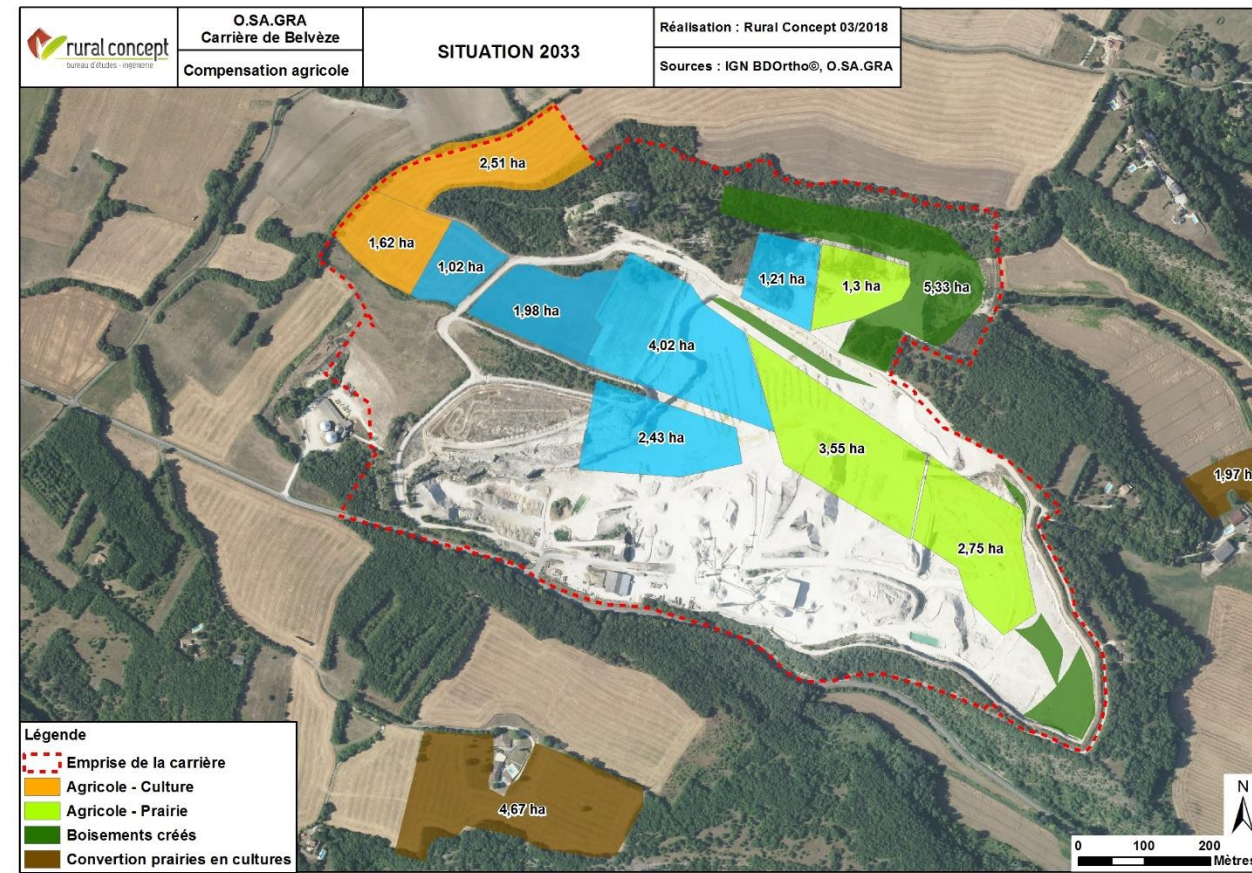 rural concept
bureau d'études - ingénierie
O.SA.GRA
Carrière de Belvèze
Compensation agricole
SITUATION 2033
Réalisation : Rural Concept 03/2018
Sources : IGN BDOrtho©, O.SA.GRA
2,51 ha
1,62 ha
1,02 ha
1,98 ha
4,02 ha
1,21 ha
1,3 ha
5,33 ha
2,43 ha
3,55 ha
2,75 ha
1,97 h
4,67 ha
Légende
Emprise de la carrière
Agricole - Culture
Agricole - Prairie
Boisements créés
Convertion prairies en cultures
N
0 100 200
Mètres